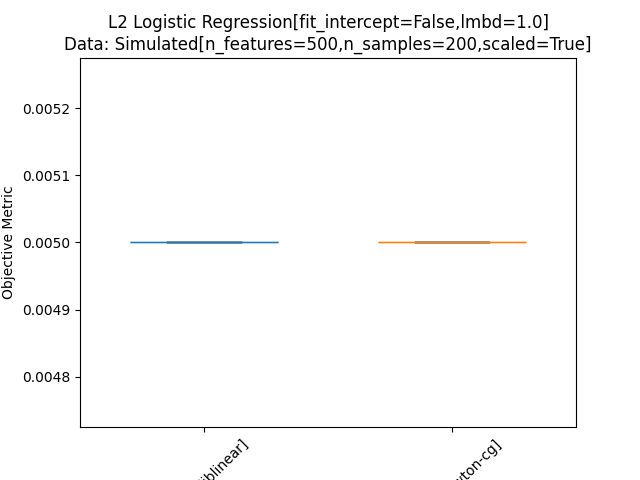 L2 Logistic Regression[fit_intercept=False,lmbd=1.0]
Data: Simulated[n_features=500,n_samples=200,scaled=True]
0.0052
0.0051
0.0050
0.0049
0.0048
Objective Metric
iblinear]
ton-cg]